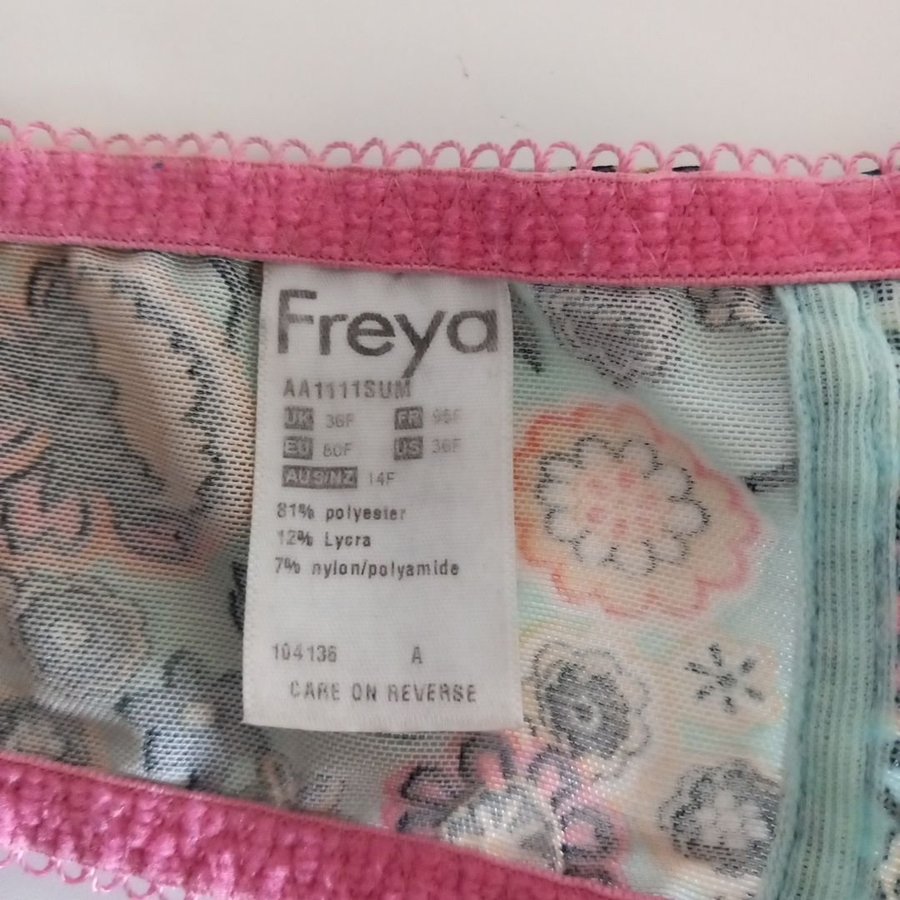 Freya
AA1111SUM
UK 36F FR 95F
EU 80F US 36F
AUS/NZ 14F
81% polyester
12% Lycra
7% nylon/polyamide
104136 A
CARE ON REVERSE